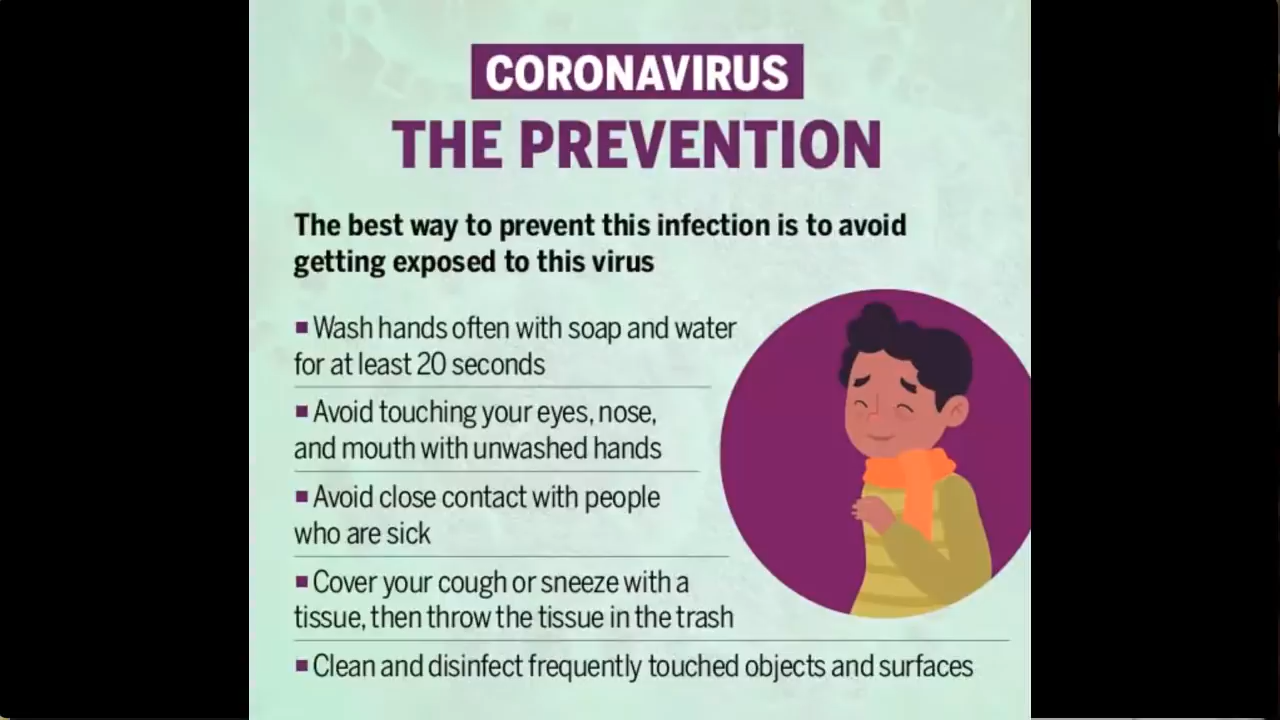 CORONAVIRUS
THE PREVENTION
The best way to prevent this infection is to avoid
getting exposed to this virus
▪ Wash hands often with soap and water
for at least 20 seconds
▪ Avoid touching your eyes, nose,
and mouth with unwashed hands
▪ Avoid close contact with people
who are sick
▪ Cover your cough or sneeze with a
tissue, then throw the tissue in the trash
▪ Clean and disinfect frequently touched objects and surfaces